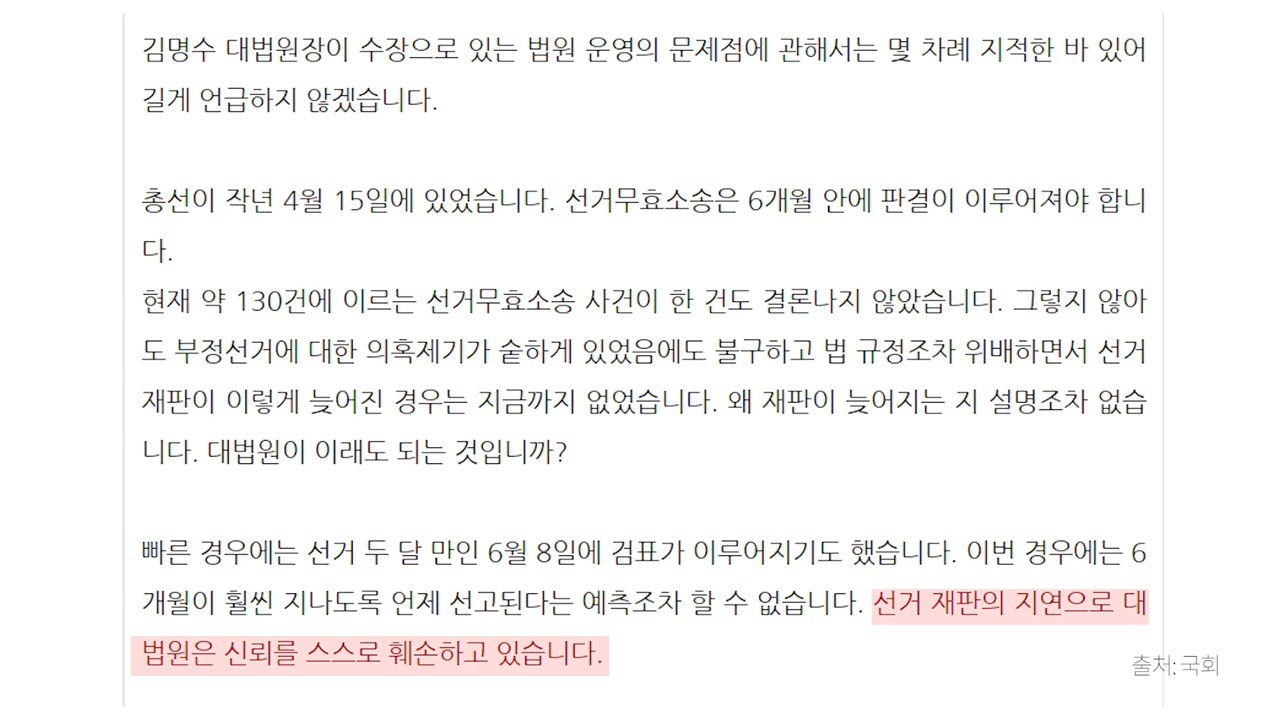 김명수 대법원장이 수장으로 있는 법원 운영의 문제점에 관해서는 몇 차례 지적한 바 있어
길게 언급하지 않겠습니다.
총선이 작년 4월 15일에 있었습니다. 선거무효소송은 6개월 안에 판결이 이루어져야 합니
다.
현재 약 130건에 이르는 선거무효소송 사건이 한 건도 결론나지 않았습니다. 그렇지 않아
도 부정선거에 대한 의혹제기가 숱하게 있었음에도 불구하고 법 규정조차 위배하면서 선거
재판이 이렇게 늦어진 경우는 지금까지 없었습니다. 왜 재판이 늦어지는 지 설명조차 없습
니다. 대법원이 이래도 되는 것입니까?
빠른 경우에는 선거 두 달 만인 6월 8일에 검표가 이루어지기도 했습니다. 이번 경우에는 6
개월이 훨씬 지나도록 언제 선고된다는 예측조차 할 수 없습니다. 선거 재판의 지연으로 대
법원은 신뢰를 스스로 훼손하고 있습니다.
출처: 국회